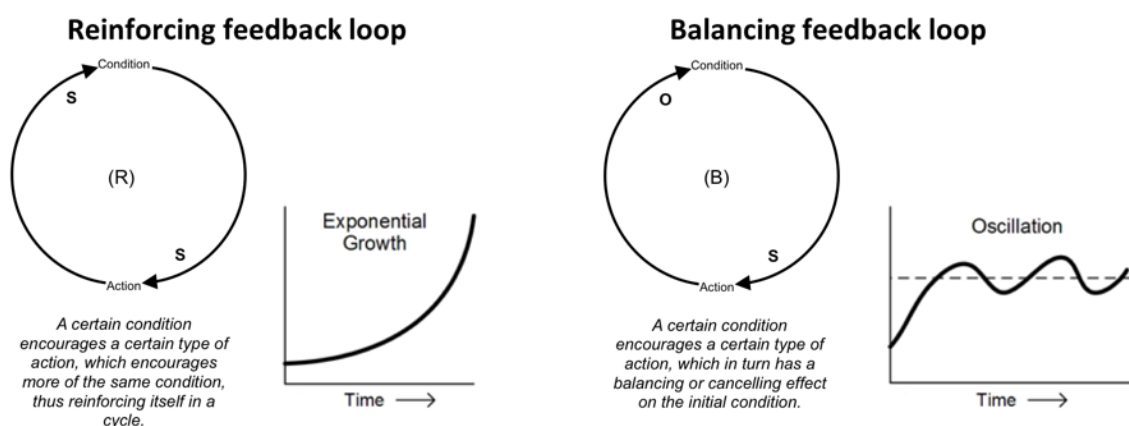 Reinforcing feedback loop
Condition
S
(R)
S
Action
A certain condition
encourages a certain type of
action, which encourages
more of the same condition,
thus reinforcing itself in a
cycle.
Exponential
Growth
Time
Balancing feedback loop
Condition
O
(B)
S
Action
A certain condition
encourages a certain type of
action, which in turn has a
balancing or cancelling effect
on the initial condition.
Oscillation
Time